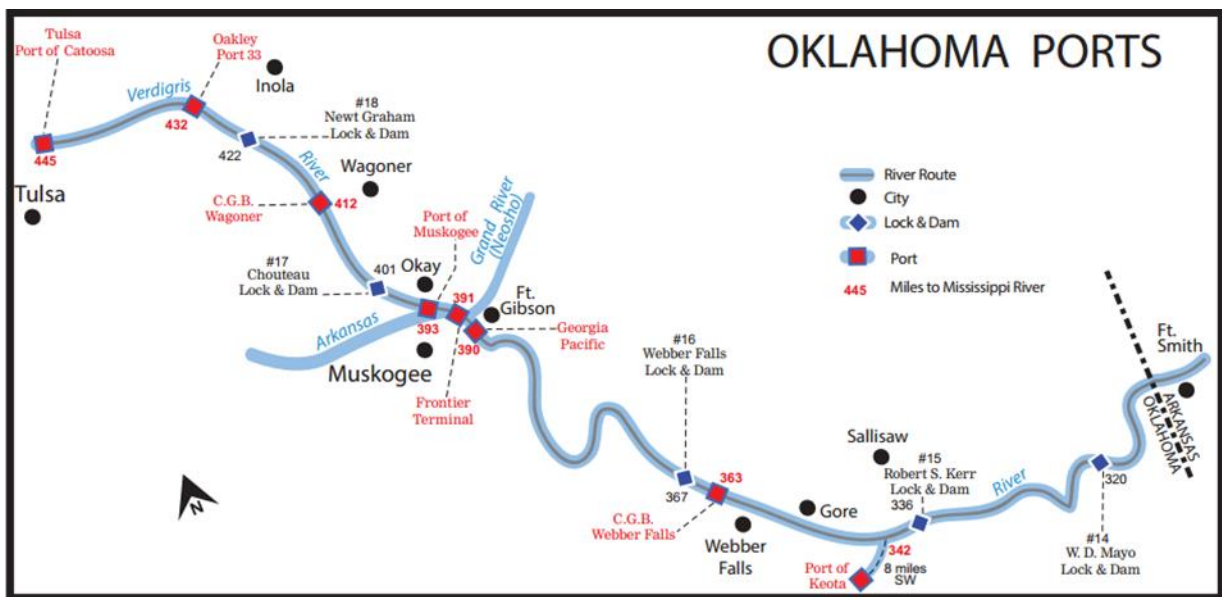 OKLAHOMA PORTS
Tulsa
Port of Catoosa
Oakley
Port 33
Inola
Verdigris
432
445
Tulsa
#18
Newt Graham
Lock & Dam
422
River
Wagoner
C.G.B.
Wagoner
412
Port of
Muskogee
Grand River
(Neosho)
#17
Chouteau
Lock & Dam
401
Okay
391
Ft.
Gibson
393
390
Georgia
Pacific
Arkansas
Muskogee
Frontier
Terminal
#16
Webber Falls
Lock & Dam
367
363
C.G.B.
Webber Falls
Webber
Falls
Gore
Sallisaw
#15
Robert S. Kerr
Lock & Dam
336
342
8 miles
SW
Port of
Keota
River
320
#14
W. D. Mayo
Lock & Dam
Ft.
Smith
ARKANSAS
OKLAHOMA
River Route
City
Lock & Dam
Port
445
Miles to Mississippi River
N